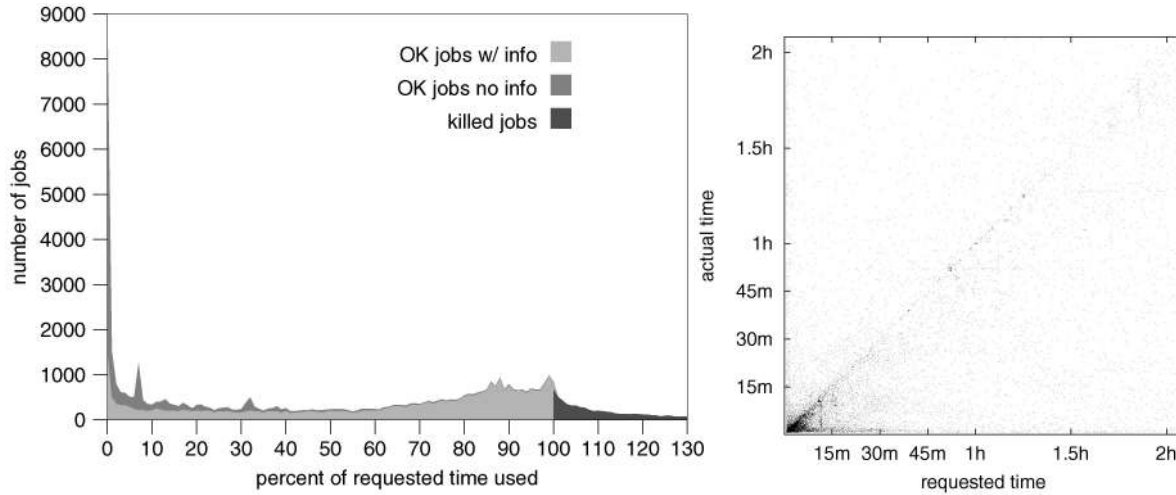 9000
8000
7000
6000
5000
4000
3000
2000
1000
0
number of jobs
OK jobs w/ info
OK jobs no info
killed jobs
0 10 20 30 40 50 60 70 80 90 100 110 120 130
percent of requested time used
2h
1.5h
1h
45m
30m
15m
actual time
15m 30m 45m 1h 1.5h 2h
requested time